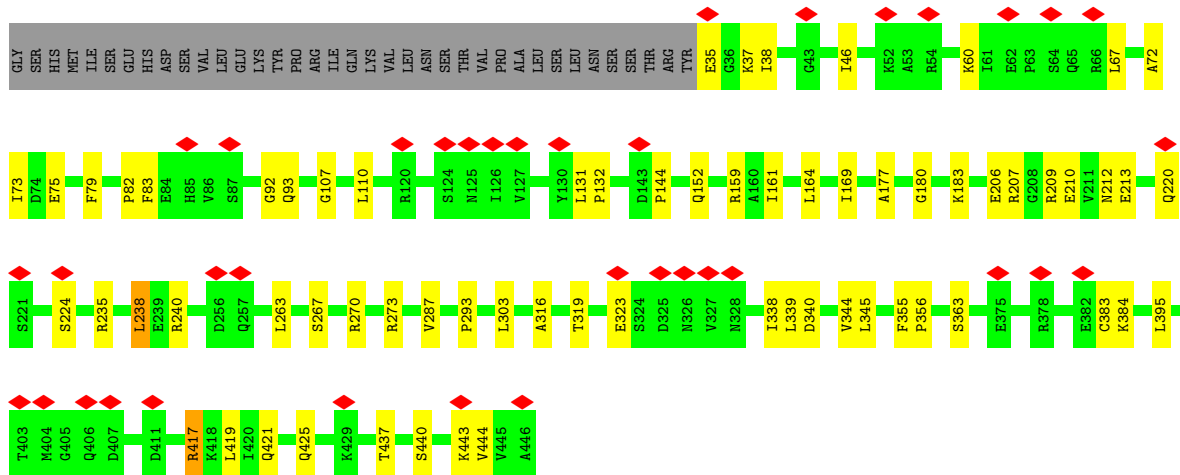 GLY SER HIS MET ILE SER GLU HIS ASP SER VAL LEU GLU LYS TYR PRO ARG ILE GLN LYS VAL LEU ASN SER THR VAL PRO ALA LEU SER LEU ASN SER SER THR ARG TYR E35 G36 K37 I38 G43 I46 K52 A53 R54 K60 I61 E62 P63 S64 Q65 R66 L67 A72
I73 D74 E75 F79 P82 F83 E84 H85 V86 S87 G92 Q93 G107 L110 R120 S124 N125 I126 V127 Y130 L131 P132 D143 P144 Q152 R159 A160 I161 L164 I169 A177 G180 K183 E206 R207 G208 R209 E210 V211 N212 E213 Q220
S221 S224 R235 L238 E239 R240 D256 Q257 L263 S267 R270 R273 V287 P293 L303 A316 T319 E323 S324 D325 N326 V327 N328 I338 L339 D340 V344 L345 F355 P356 S363 E375 R378 E382 C383 K384 L395
T403 M404 G405 Q406 D407 D411 R417 K418 L419 I420 Q421 Q425 K429 T437 S440 K443 V444 V445 A446